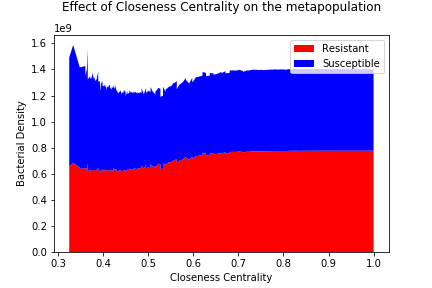 Effect of Closeness Centrality on the metapopulation
1e9
1.6
1.4
1.2
1.0
0.8
0.6
0.4
0.2
0.0
Bacterial Density
Resistant
Susceptible
0.3 0.4 0.5 0.6 0.7 0.8 0.9 1.0
Closeness Centrality